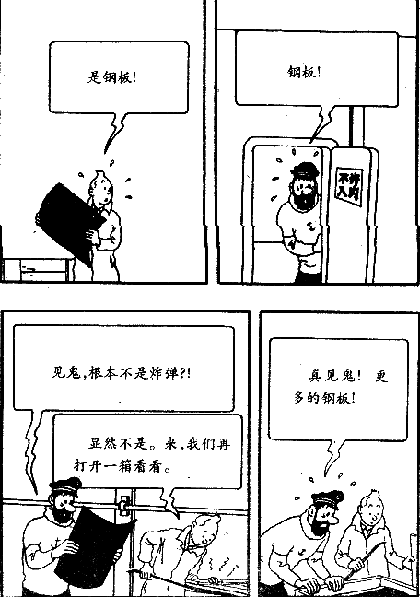 是钢板!
钢板!
不许
入内
见鬼,根本不是炸弹?!
显然不是。来,我们再
打开一箱看看。
真见鬼! 更
多的钢板!